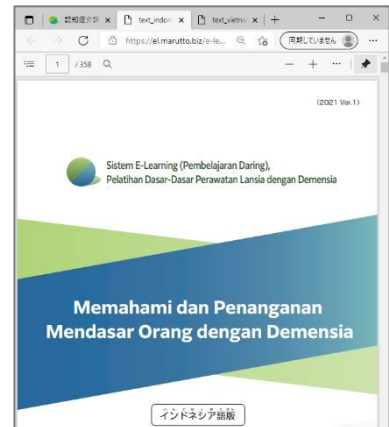 認知症介護
text_indon
text_vietna
https://el.marutto.biz/e-le...
同期していません
1 / 358
(2021 Ver.1)
Sistem E-Learning (Pembelajaran Daring),
Pelatihan Dasar-Dasar Perawatan Lansia dengan Demensia
Memahami dan Penanganan
Mendasar Orang dengan Demensia
インドネシア語版